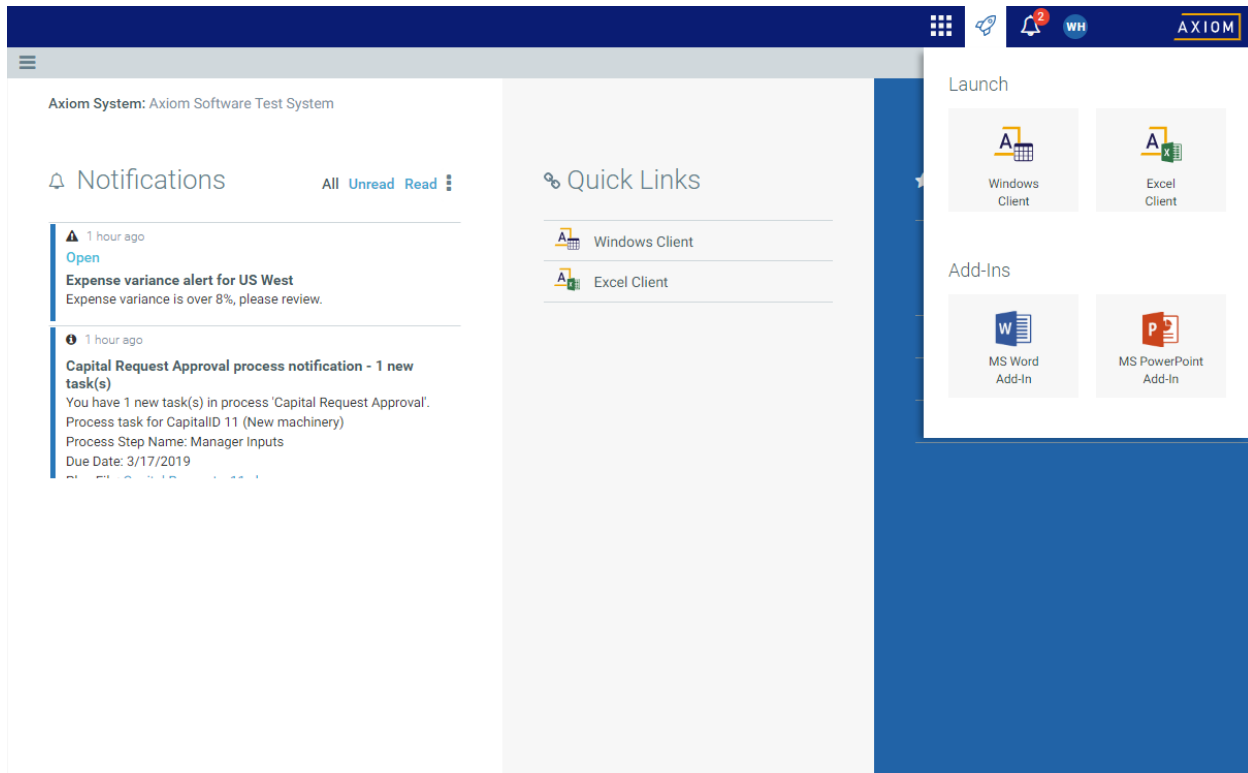 2
WH
AXIOM
Axiom System: Axiom Software Test System
Notifications
All Unread Read
1 hour ago
Open
Expense variance alert for US West
Expense variance is over 8%, please review.
1 hour ago
Capital Request Approval process notification - 1 new
task(s)
You have 1 new task(s) in process 'Capital Request Approval'.
Process task for CapitalID 11 (New machinery)
Process Step Name: Manager Inputs
Due Date: 3/17/2019
Quick Links
Windows Client
Excel Client
Launch
Windows
Client
Excel
Client
Add-Ins
MS Word
Add-In
MS PowerPoint
Add-In